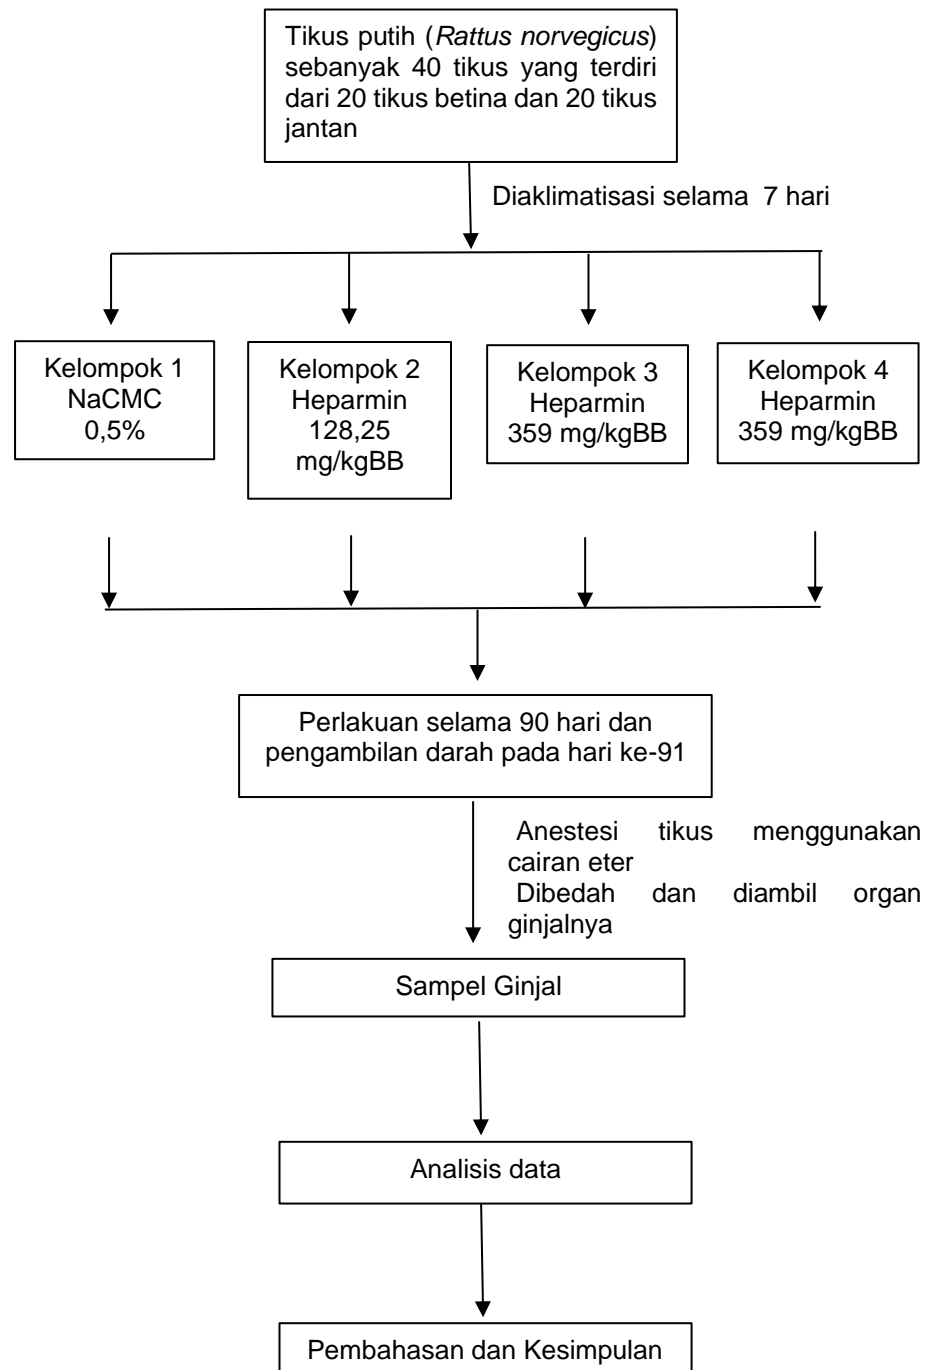 Tikus putih (Rattus norvegicus)
sebanyak 40 tikus yang terdiri
dari 20 tikus betina dan 20 tikus
jantan
Diaklimatisasi selama 7 hari
Kelompok 1
NaCMC
0,5%
Kelompok 2
Heparmin
128,25
mg/kgBB
Kelompok 3
Heparmin
359 mg/kgBB
Kelompok 4
Heparmin
359 mg/kgBB
Perlakuan selama 90 hari dan
pengambilan darah pada hari ke-91
Anestesi tikus menggunakan
cairan eter
Dibedah dan diambil organ
ginjalnya
Sampel Ginjal
Analisis data
Pembahasan dan Kesimpulan